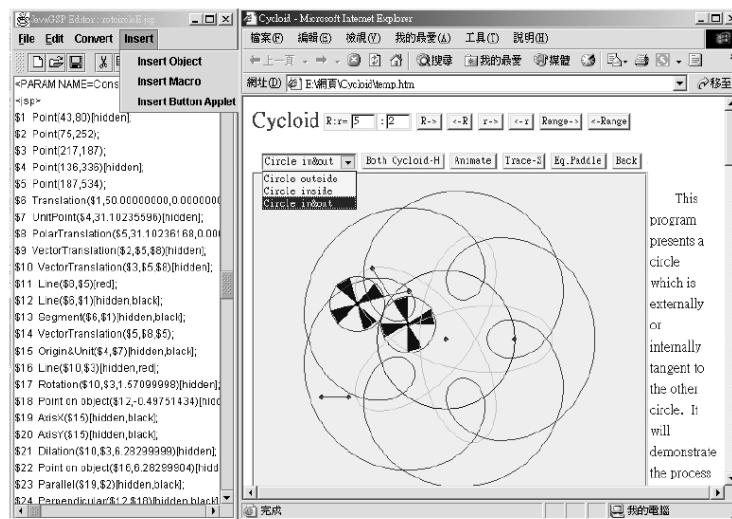 JavaGSP Editor : rotcircleE.jsp
File Edit Convert Insert
Insert Object
Insert Macro
Insert Button Applet
<PARAM NAME=Cons
<jsp>
$1 Point(43,80)[hidden];
$2 Point(75,252);
$3 Point(217,187);
$4 Point(136,336)[hidden];
$5 Point(187,534);
$6 Translation($1,50.00000000,0.0000000
$7 UnitPoint($4,31.10235596)[hidden];
$8 PolarTranslation($5,31.10236168,0.00
$9 VectorTranslation($2,$5,$8)[hidden];
$10 VectorTranslation($3,$5,$8)[hidden];
$11 Line($8,$5)[red];
$12 Line($6,$1)[hidden,black];
$13 Segment($6,$1)[hidden,black];
$14 VectorTranslation($5,$8,$5);
$15 Origin&Unit($4,$7)[hidden,black];
$16 Line($10,$3)[hidden,red];
$17 Rotation($10,$3,1.57099998)[hidden];
$18 Point on object($12,-0.49751434)[hidd
$19 AxisX($15)[hidden,black];
$20 AxisY($15)[hidden,black];
$21 Dilation($10,$3,6.28299999)[hidden];
$22 Point on object($16,6.28299904)[hidd
$23 Parallel($19,$2)[hidden,black];
$24 Perpendicular($12,$18)[hidden,black]
Cycloid - Microsoft Internet Explorer
檔案(F) 編輯(E) 檢視(V) 我的最愛(A) 工具(T) 說明(H)
上一頁 搜尋 我的最愛 媒體
網址(D) E:\網頁\Cycloid\temp.htm 移至
Cycloid R:r= 5 : 2 R-> <-R r-> <-r Range-> <-Range
Circle in&out Both Cycloid-H Animate Trace-S Eq.Paddle Back
Circle outside
Circle inside
Circle in&out
This
program
presents a
circle
which is
externally
or
internally
tangent to
the other
circle. It
will
demonstrate
the process
完成 我的電腦